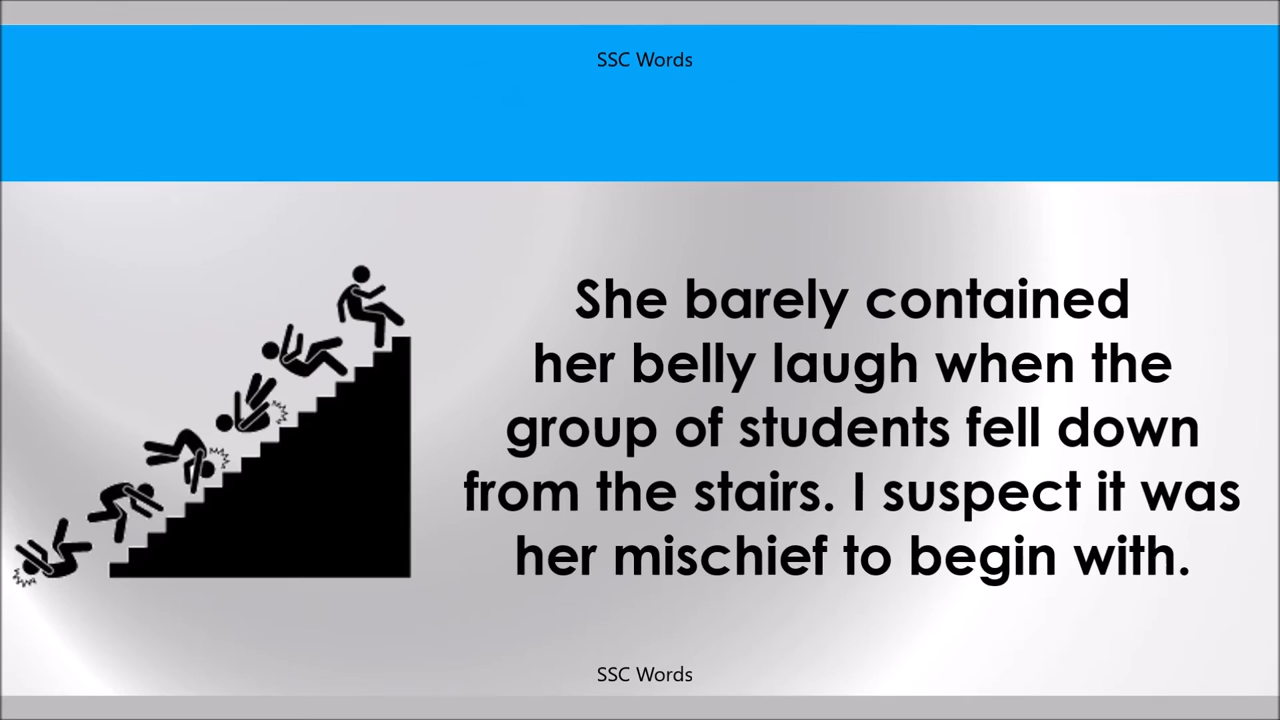 SSC Words
She barely contained
her belly laugh when the
group of students fell down
from the stairs. I suspect it was
her mischief to begin with.
SSC Words